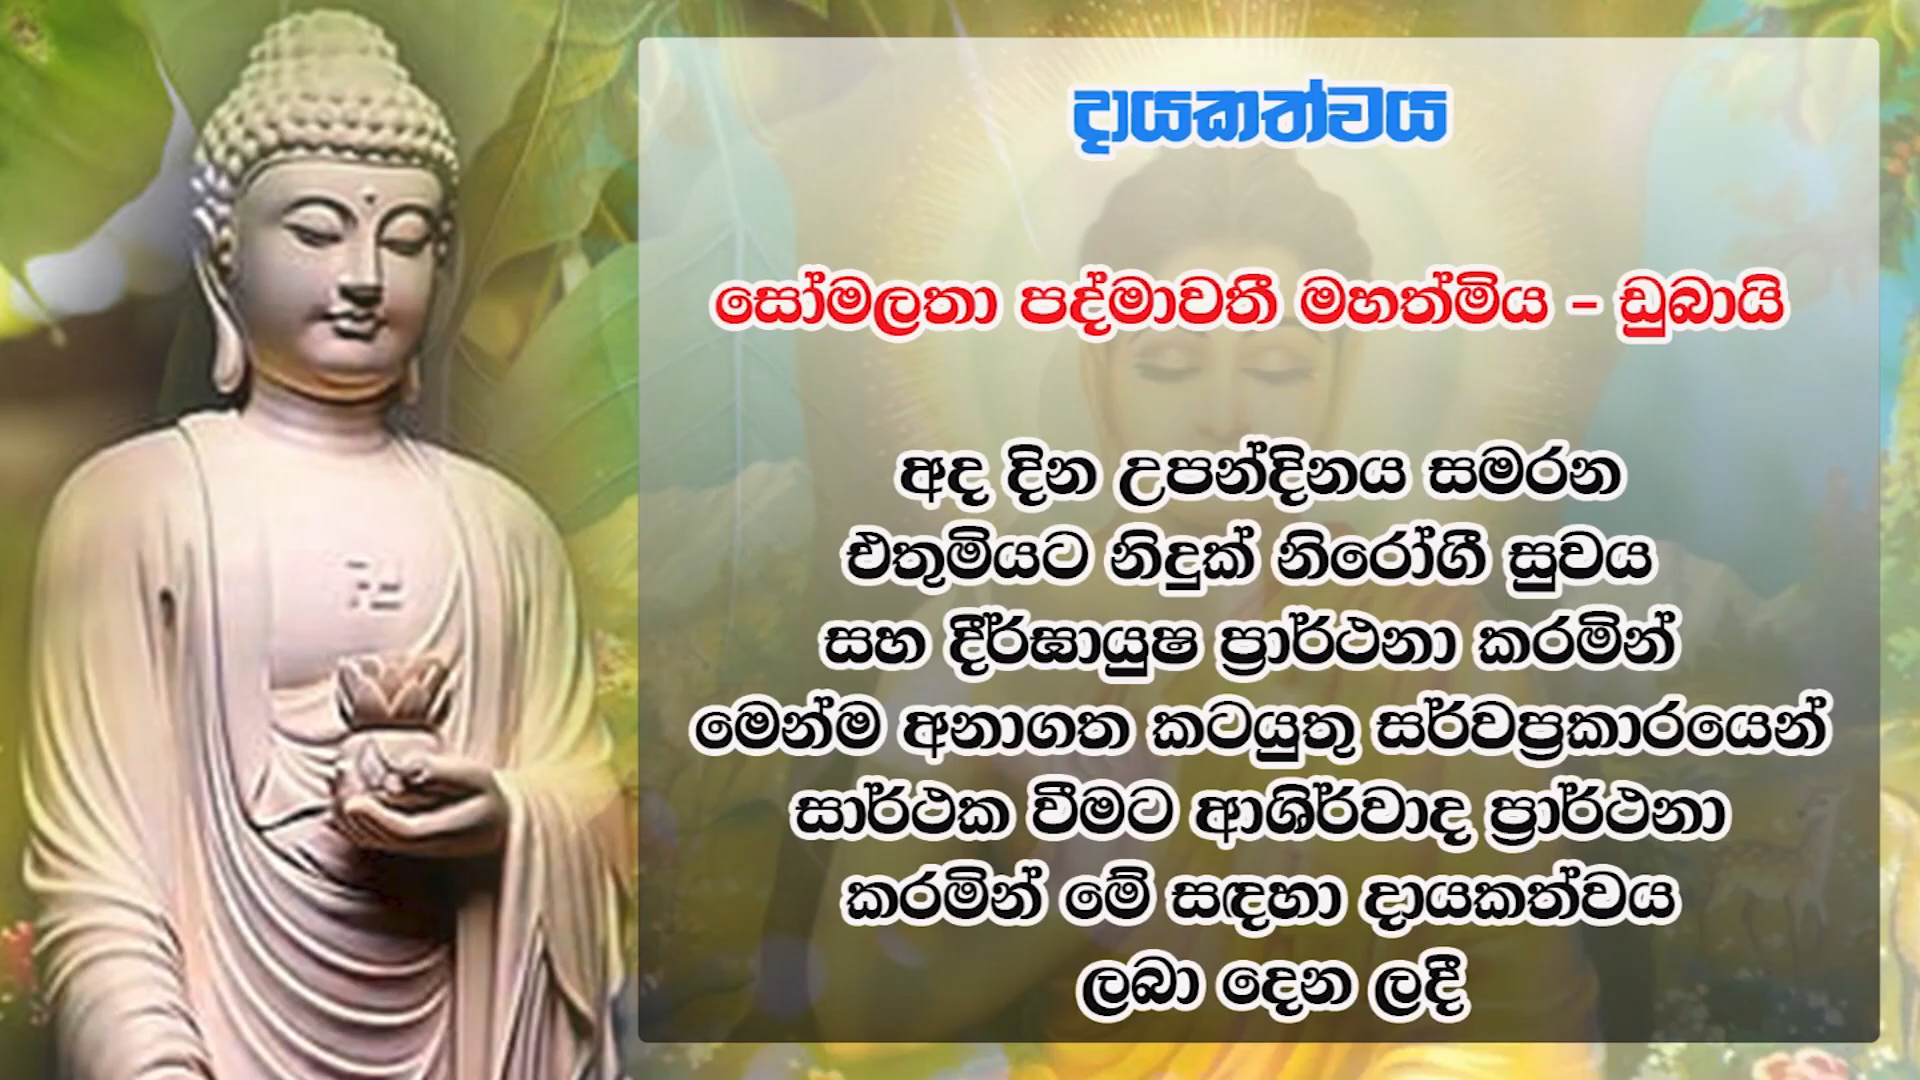 දායකත්වය
සෝමලතා පද්මාවතී මහත්මිය – ඩුබායි
අද දින උපන්දිනය සමරන
එතුමියට නිදුක් නිරෝගී සුවය
සහ දීර්ඝායුෂ ප්‍රාර්ථනා කරමින්
මෙන්ම අනාගත කටයුතු සර්වප්‍රකාරයෙන්
සාර්ථක වීමට ආශිර්වාද ප්‍රාර්ථනා
කරමින් මේ සඳහා දායකත්වය
ලබා දෙන ලදී